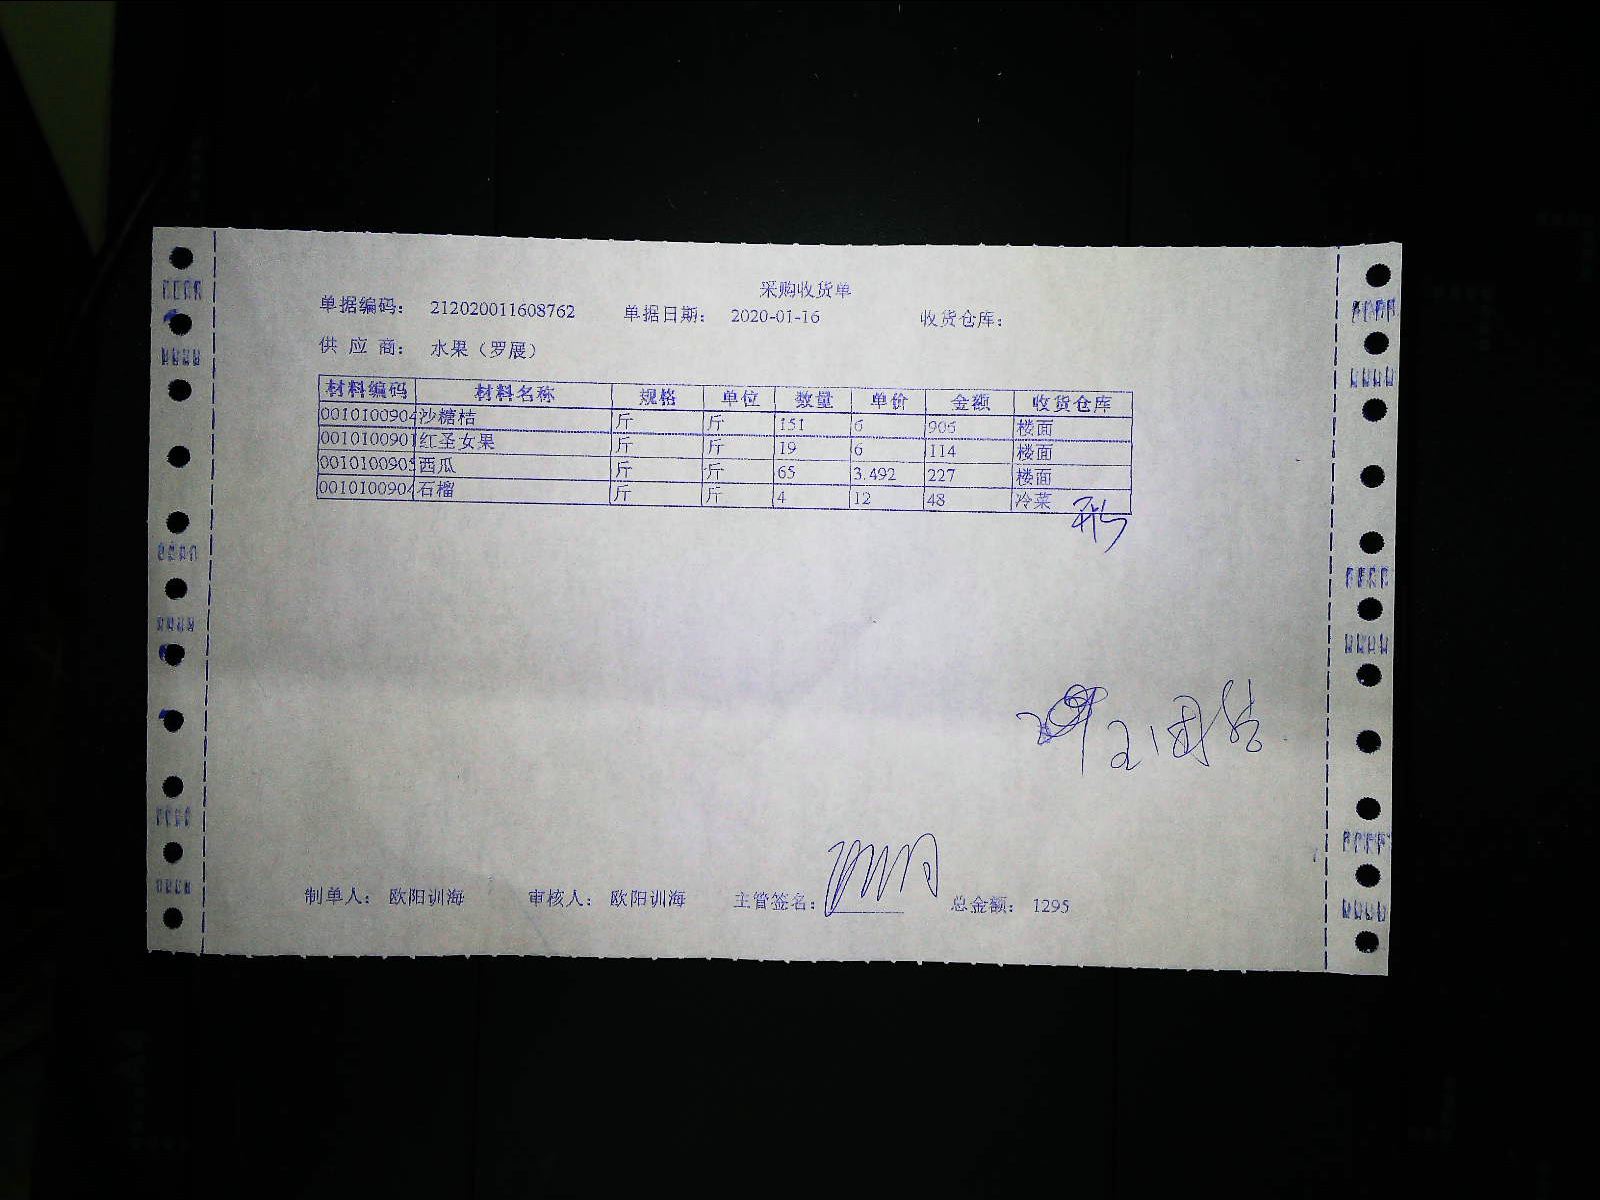 采购收货单
单据编码： 212020011608762 单据日期： 2020-01-16 收货仓库：
供 应 商： 水果（罗展）
材料编码 材料名称 规格 单位 数量 单价 金额 收货仓库
0010100904 沙糖桔 斤 斤 151 6 906 楼面
0010100901 红圣女果 斤 斤 19 6 114 楼面
0010100905 西瓜 斤 斤 65 3.492 227 楼面
0010100904 石榴 斤 斤 4 12 48 冷菜
制单人： 欧阳训海 审核人： 欧阳训海 主管签名： 总金额： 1295